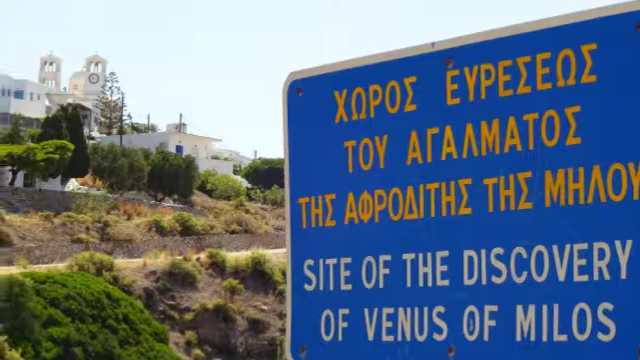 ΧΩΡΟΣ ΕΥΡΕΣΕΩΣ
ΤΟΥ ΑΓΑΛΜΑΤΟΣ
ΤΗΣ ΑΦΡΟΔΙΤΗΣ ΤΗΣ ΜΗΛΟΥ
SITE OF THE DISCOVERY
OF VENUS OF MILOS